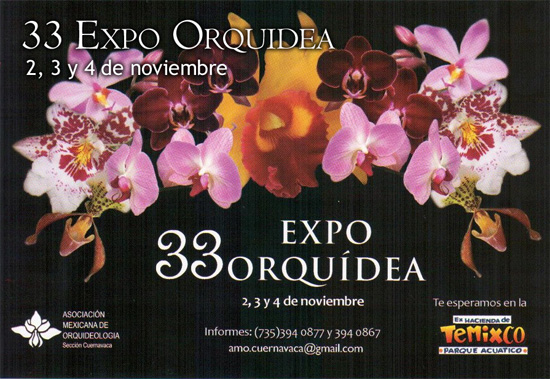 33 EXPO ORQUIDEA
2, 3 y 4 de noviembre
EXPO
33 ORQUÍDEA
2, 3 y 4 de noviembre
Informes: (735)394 0877 y 394 0867
amo.cuernavaca@gmail.com
ASOCIACIÓN
MEXICANA DE
ORQUIDEOLOGIA
Sección Cuernavaca
Te esperamos en la
Ex HACIENDA DE
TEMIXCO
PARQUE ACUATICO